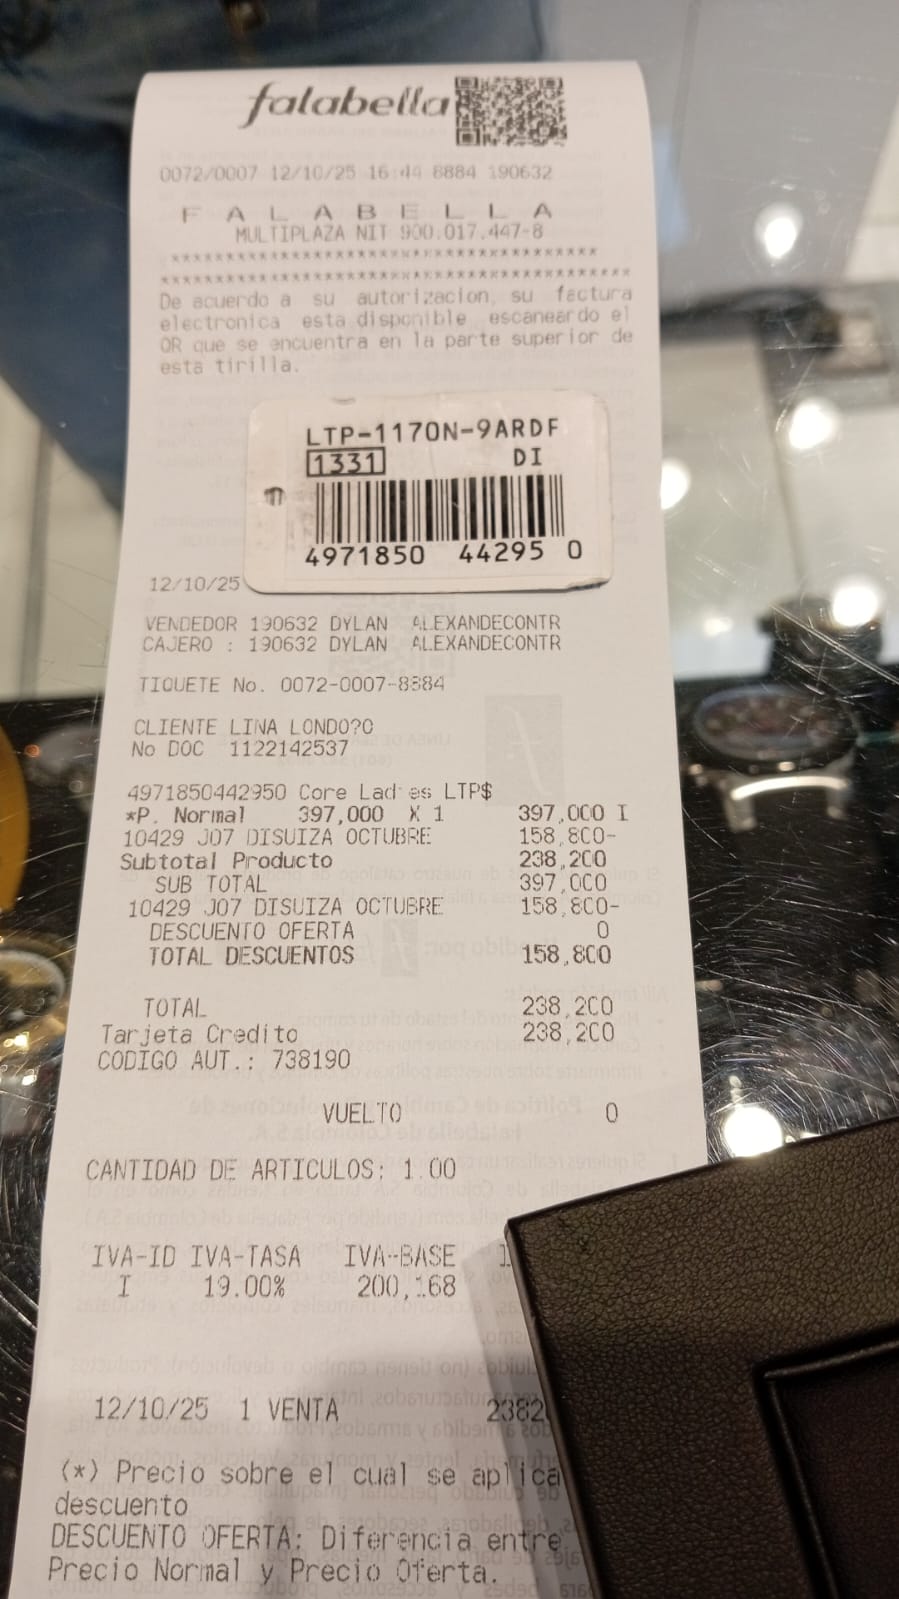 falabella
0072/0007 12/10/25 16:44 8884 190632
F A L A B E L L A
MULTIPLAZA NIT 900.017.447-8
*****************************************
*********************************************
De acuerdo a su autorizacion, su factura
electronica esta disponible escaneardo el
QR que se encuentra en la parte superior de
esta tirilla.
LTP-1170N-9ARDF
1331 DI
4971850 44295 0
12/10/25
VENDEDOR 190632 DYLAN ALEXANDECONTR
CAJERO : 190632 DYLAN ALEXANDECONTR
TIQUETE No. 0072-0007-8884
CLIENTE LINA LONDO?O
No DOC 1122142537
4971850442950 Core Ladies LTP$
*P. Normal 397,000 X 1 397,000 I
10429 J07 DISUIZA OCTUBRE 158,800-
Subtotal Producto 238,200
SUB TOTAL 397,000
10429 J07 DISUIZA OCTUBRE 158,800-
DESCUENTO OFERTA 0
TOTAL DESCUENTOS 158,800
TOTAL 238,200
Tarjeta Credito 238,200
CODIGO AUT.: 738190
VUELTO 0
CANTIDAD DE ARTICULOS: 1.00
IVA-ID IVA-TASA IVA-BASE
I 19.00% 200,168
12/10/25 1 VENTA 2382
(*) Precio sobre el cual se aplica
descuento
DESCUENTO OFERTA: Diferencia entre
Precio Normal y Precio Oferta.